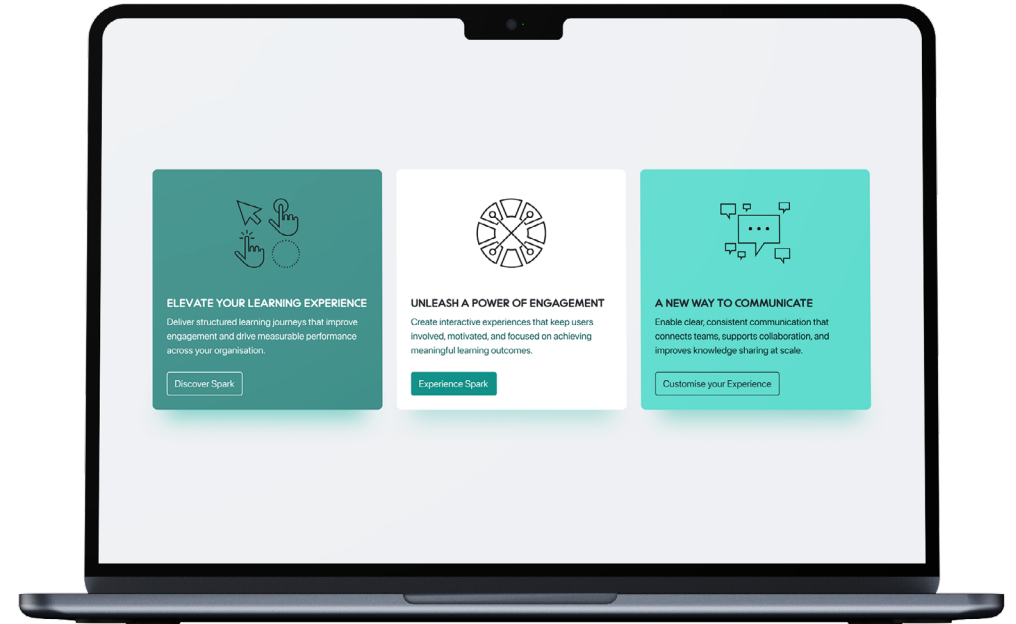 ELEVATE YOUR LEARNING EXPERIENCE
Deliver structured learning journeys that improve
engagement and drive measurable performance
across your organisation.
Discover Spark
UNLEASH A POWER OF ENGAGEMENT
Create interactive experiences that keep users
involved, motivated, and focused on achieving
meaningful learning outcomes.
Experience Spark
A NEW WAY TO COMMUNICATE
Enable clear, consistent communication that
connects teams, supports collaboration, and
improves knowledge sharing at scale.
Customise your Experience